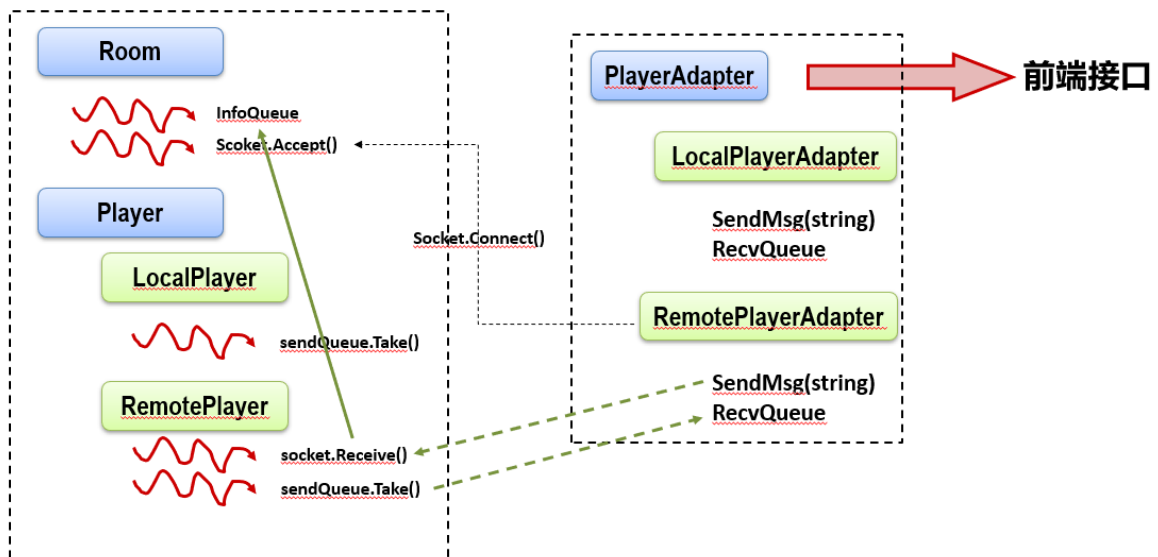 Room
InfoQueue
Scoket.Accept()
Player
LocalPlayer
sendQueue.Take()
RemotePlayer
socket.Receive()
sendQueue.Take()
Socket.Connect()
PlayerAdapter
前端接口
LocalPlayerAdapter
SendMsg(string)
RecvQueue
RemotePlayerAdapter
SendMsg(string)
RecvQueue